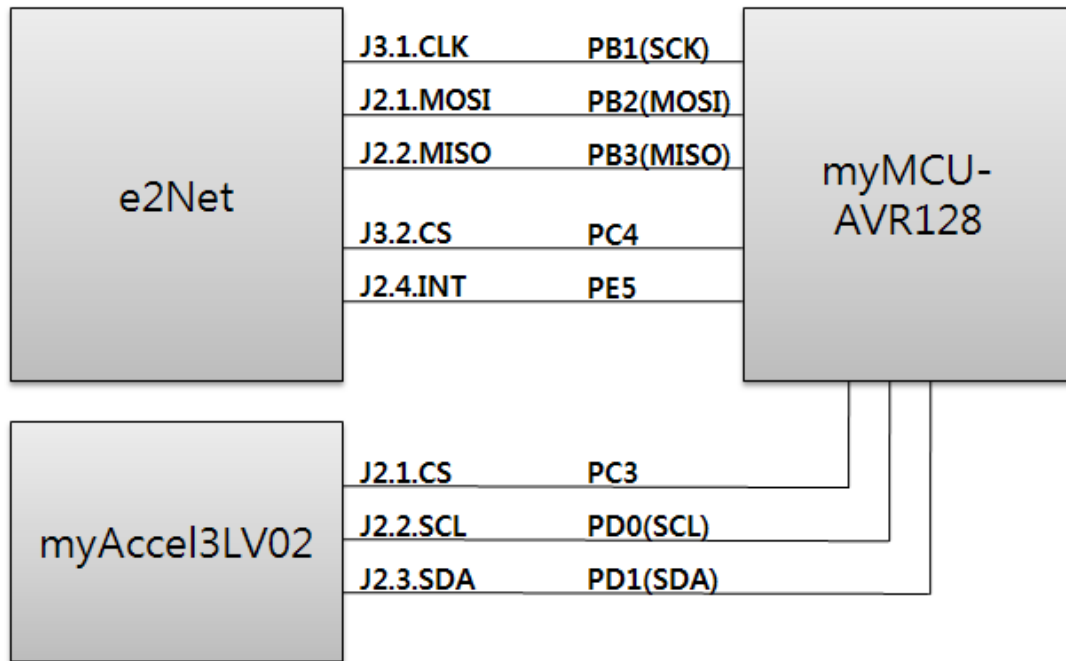 J3.1.CLK PB1(SCK)
J2.1.MOSI PB2(MOSI)
J2.2.MISO PB3(MISO)
e2Net
myMCU-
AVR128
J3.2.CS PC4
J2.4.INT PE5
J2.1.CS PC3
myAccel3LV02
J2.2.SCL PD0(SCL)
J2.3.SDA PD1(SDA)